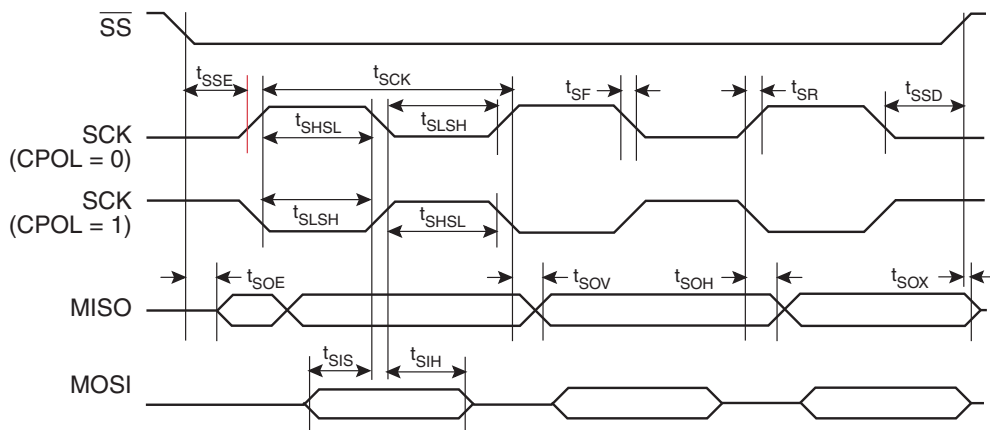 SS
tSSE
tSCK
tSF
tSR
tSSD
SCK
(CPOL = 0)
tSHSL
tSLSH
SCK
(CPOL = 1)
tSLSH
tSHSL
tSOE
tSOV
tSOH
tSOX
MISO
tSIS
tSIH
MOSI